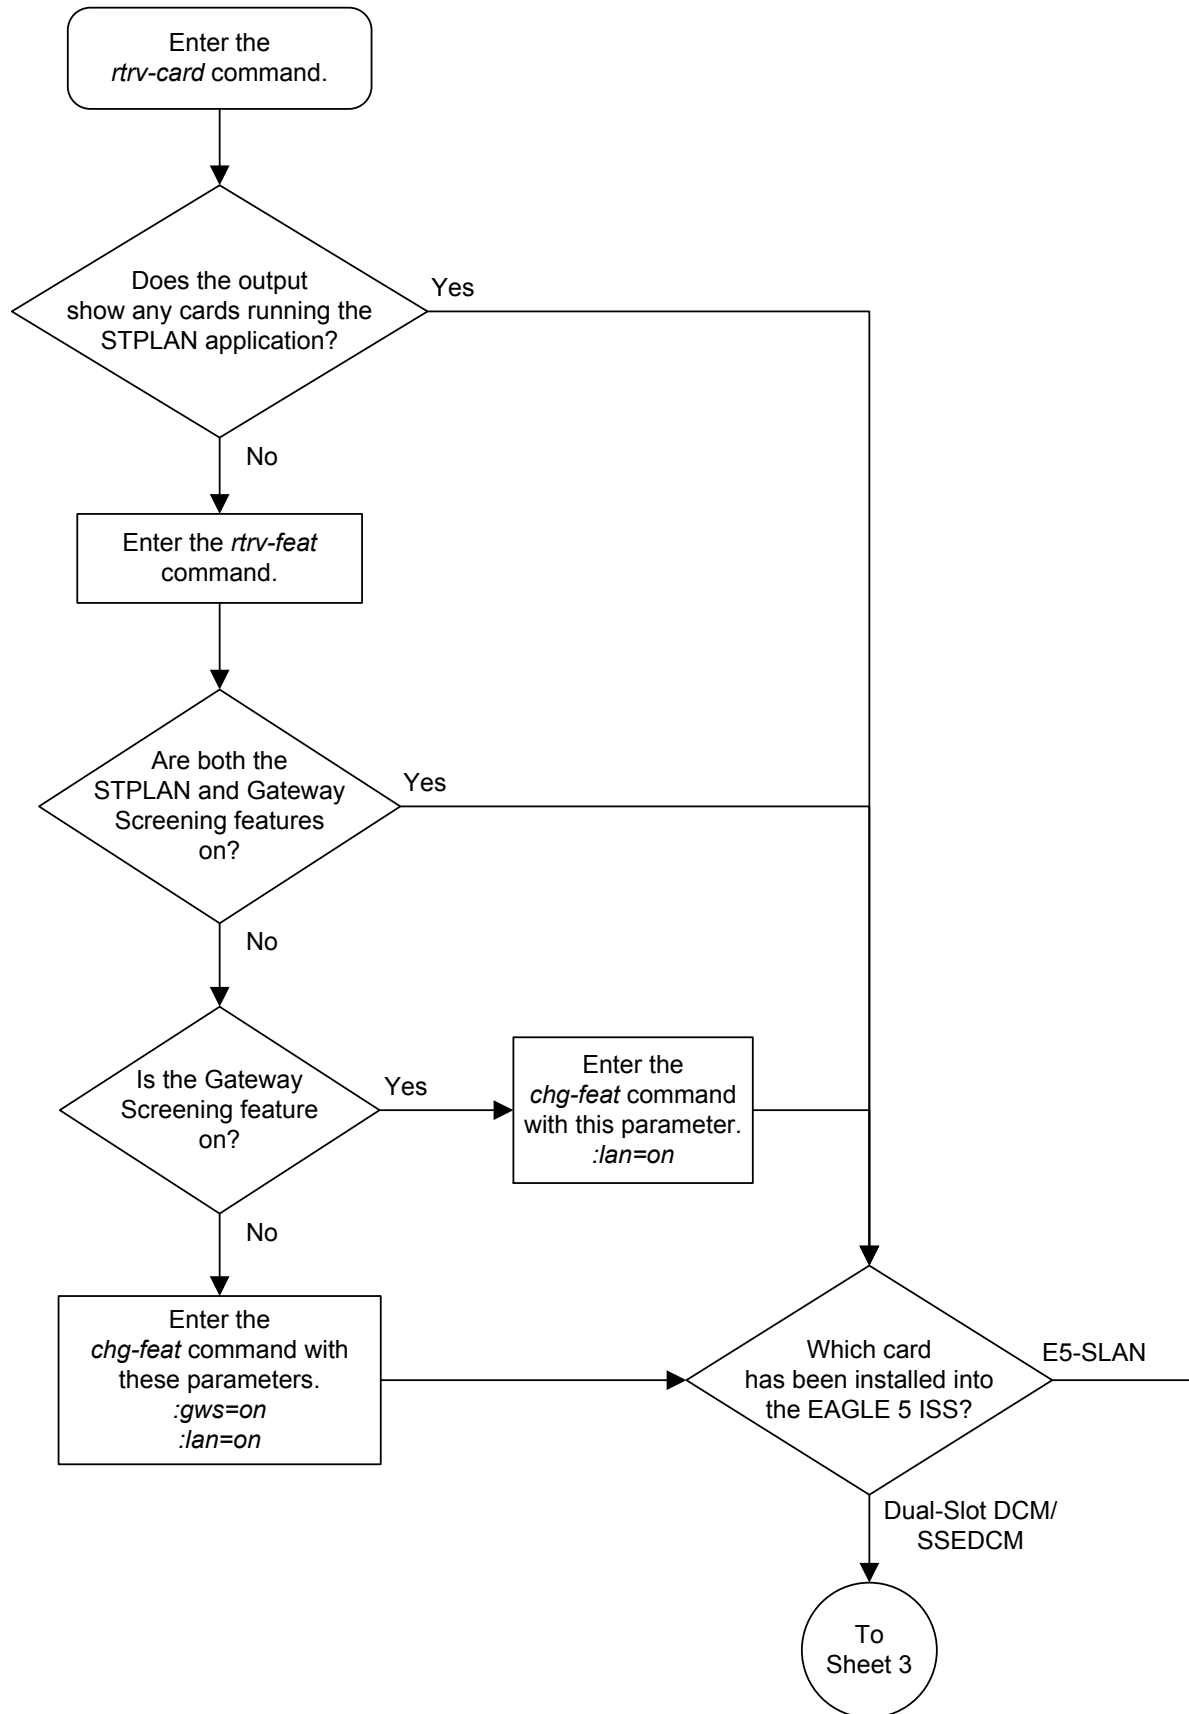 Enter the
rtrv-card command.
Does the output
show any cards running the
STPLAN application?
Yes
No
Enter the rtrv-feat
command.
Are both the
STPLAN and Gateway
Screening features
on?
Yes
No
Is the Gateway
Screening feature
on?
Yes
Enter the
chg-feat command
with this parameter.
:lan=on
No
Enter the
chg-feat command with
these parameters.
:gws=on
:lan=on
Which card
has been installed into
the EAGLE 5 ISS?
E5-SLAN
Dual-Slot DCM/
SSEDCM
To
Sheet 3